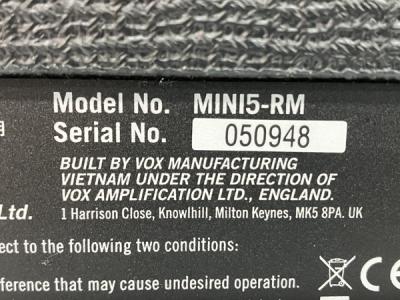 Model No. MINI5-RM
Serial No. 050948
BUILT BY VOX MANUFACTURING
VIETNAM UNDER THE DIRECTION OF
VOX AMPLIFICATION LTD., ENGLAND.
Ltd. 1 Harrison Close, Knowlhill, Milton Keynes, MK5 8PA. UK
ect to the following two conditions:
ference that may cause undesired operation.
CE